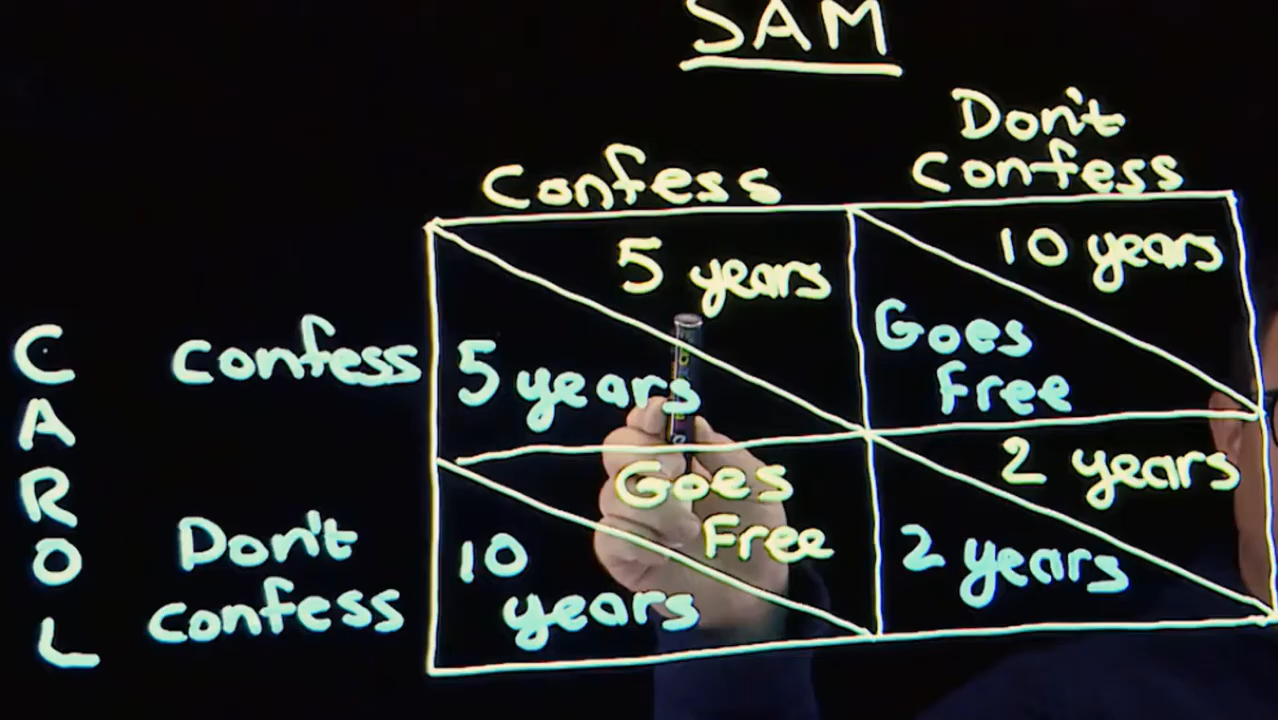 SAM
Confess
Don't
Confess
5 years
10 years
CAROL
Confess
5 years
Goes
Free
Goes
Free
2 years
Don't
Confess
10
years
2 years